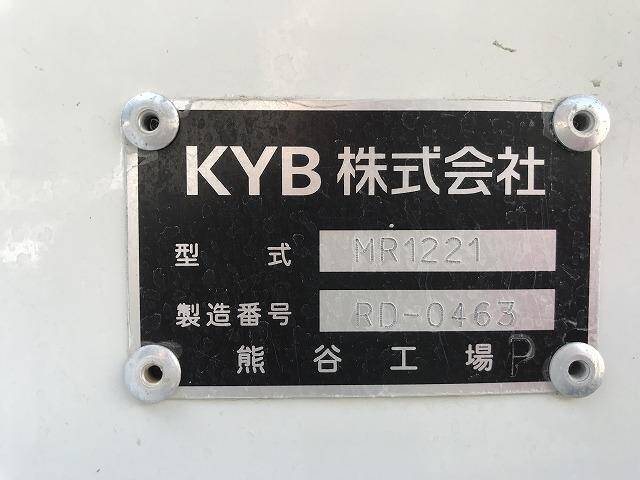 KYB 株式会社
型式 MR1221
製造番号 RD-0463
熊谷工場 P